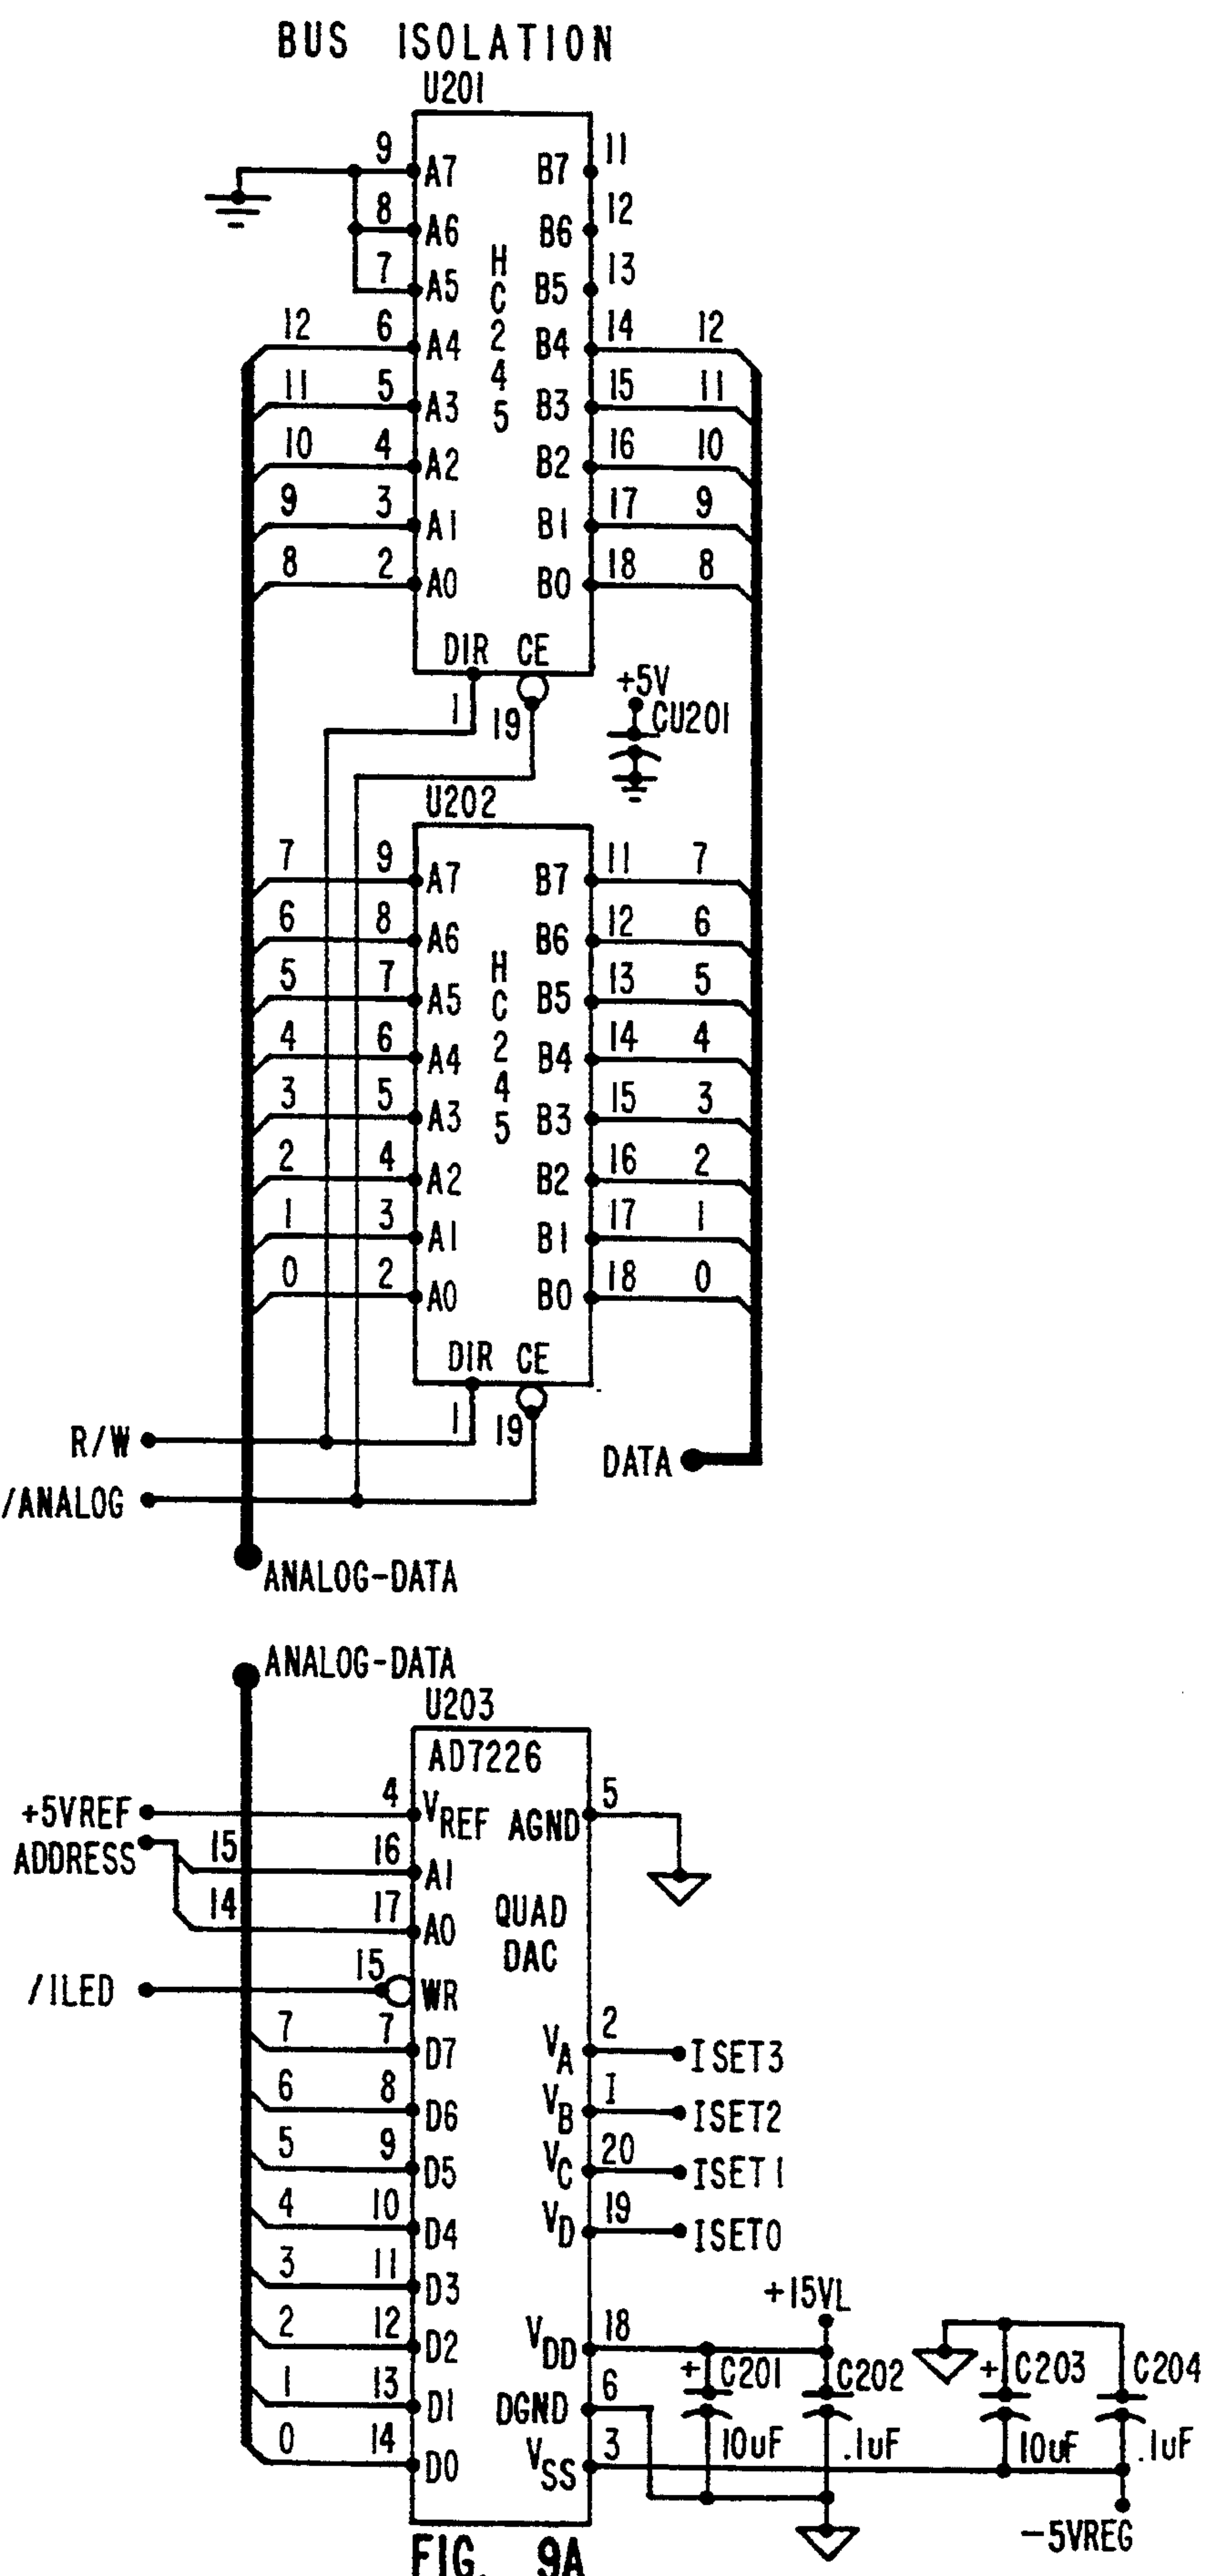 BUS ISOLATION
U201
9 A7 B7 11
8 A6 B6 12
7 A5 B5 13
12 6 A4 B4 14 12
11 5 A3 B3 15 11
10 4 A2 B2 16 10
9 3 A1 B1 17 9
8 2 A0 B0 18 8
HC245
DIR CE
1 19
+5V
CU201
U202
7 9 A7 B7 11 7
6 8 A6 B6 12 6
5 7 A5 B5 13 5
4 6 A4 B4 14 4
3 5 A3 B3 15 3
2 4 A2 B2 16 2
1 3 A1 B1 17 1
0 2 A0 B0 18 0
HC245
DIR CE
1 19
R/W
DATA
/ANALOG
ANALOG-DATA
ANALOG-DATA
U203
AD7226
+5VREF 4 VREF AGND 5
ADDRESS 15 16 A1
14 17 A0
QUAD
DAC
/ILED 15 WR
7 7 D7 VA 2 ISET3
6 8 D6 VB 1 ISET2
5 9 D5 VC 20 ISET1
4 10 D4 VD 19 ISET0
3 11 D3
+15VL
2 12 D2 VDD 18
+ C201 C202 + C203 C204
1 13 D1 DGND 6
10uF .1uF 10uF .1uF
0 14 D0 VSS 3
-5VREG
FIG. 9A